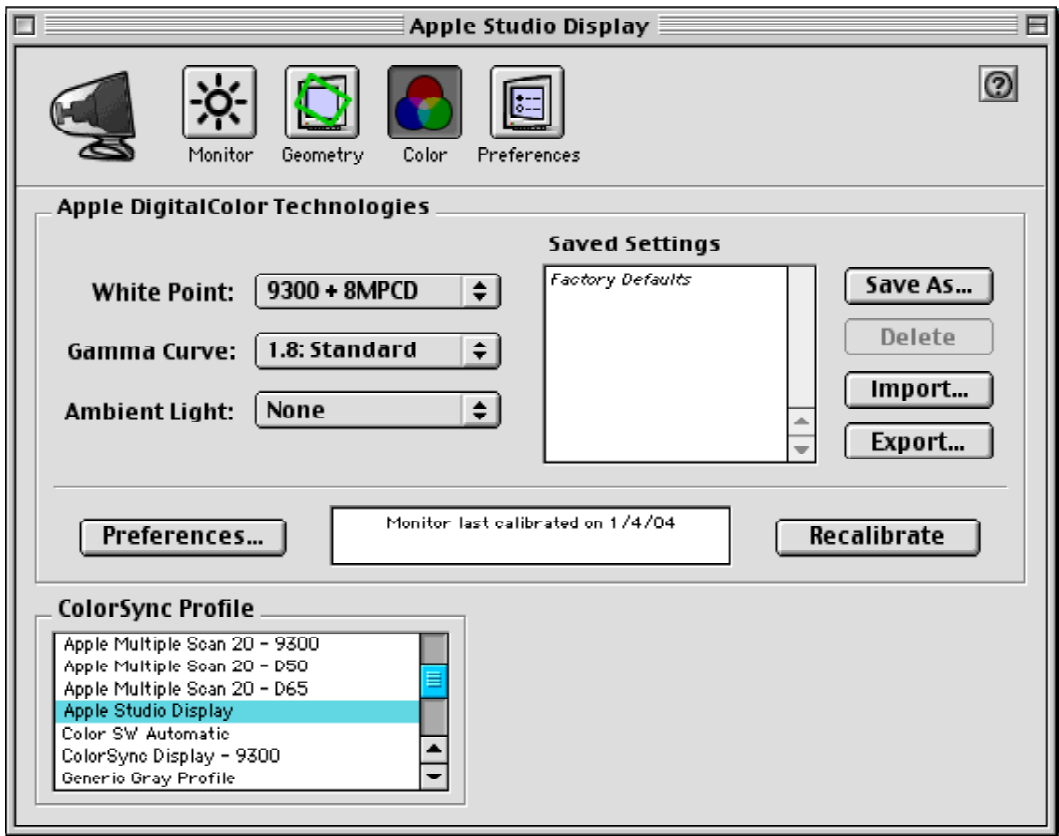 Apple Studio Display
Monitor Geometry Color Preferences
Apple DigitalColor Technologies
Saved Settings
White Point: 9300 + 8MPCD
Gamma Curve: 1.8: Standard
Ambient Light: None
Factory Defaults
Save As...
Delete
Import...
Export...
Preferences...
Monitor last calibrated on 1/4/04
Recalibrate
ColorSync Profile
Apple Multiple Scan 20 - 9300
Apple Multiple Scan 20 - D50
Apple Multiple Scan 20 - D65
Apple Studio Display
Color SW Automatic
ColorSync Display - 9300
Generic Gray Profile